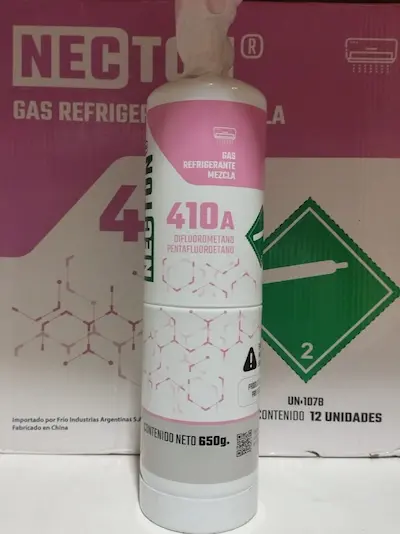 NECTON®
GAS REFRIGER
LA
4
Importado por Frío Industrias Argentinas S.A
Fabricado en China
2
UN-1078
CONTENIDO 12 UNIDADES
NECTON®
GAS
REFRIGERANTE
MEZCLA
410A
DIFLUOROMETANO
PENTAFLUOROETANO
CONTENIDO NETO 650g.